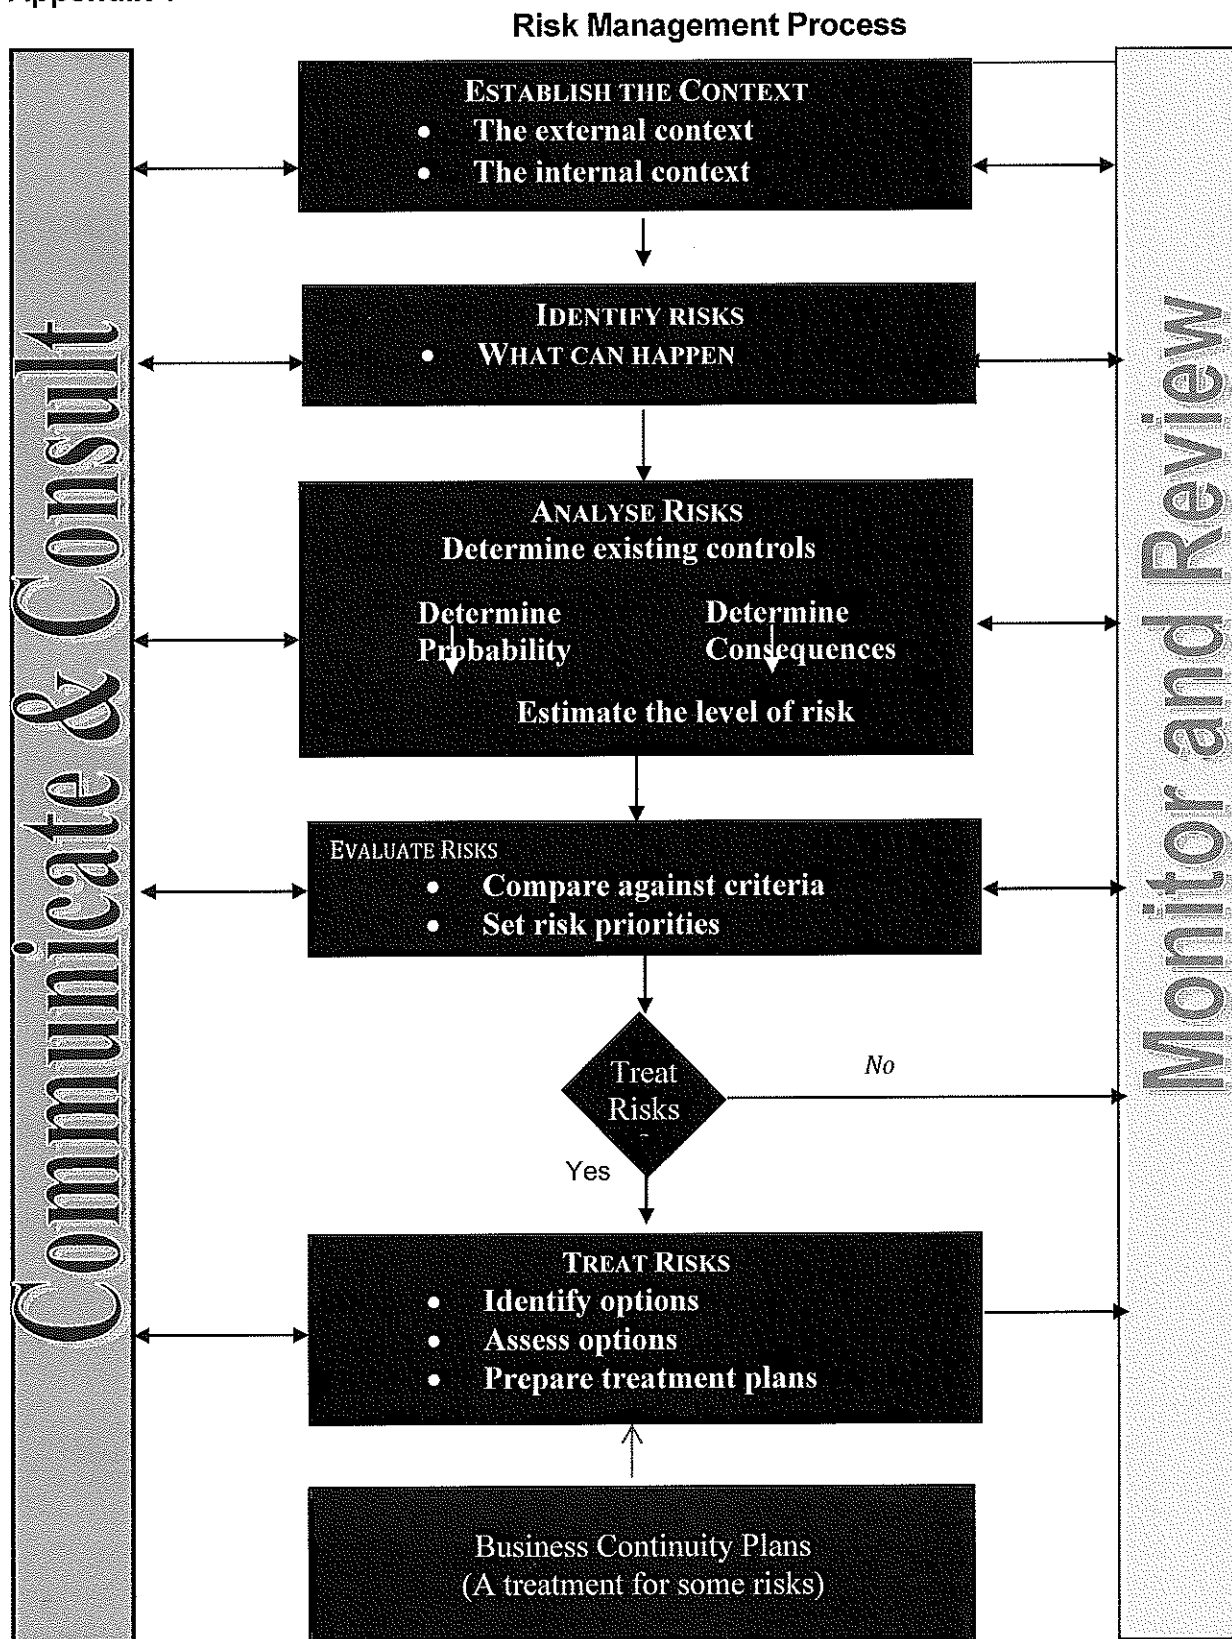 Risk Management Process
ESTABLISH THE CONTEXT
• The external context
• The internal context
IDENTIFY RISKS
• WHAT CAN HAPPEN
ANALYSE RISKS
Determine existing controls
Determine
Probability
Determine
Consequences
Estimate the level of risk
EVALUATE RISKS
• Compare against criteria
• Set risk priorities
Treat
Risks
No
Yes
TREAT RISKS
• Identify options
• Assess options
• Prepare treatment plans
Business Continuity Plans
(A treatment for some risks)
Communicate & Consult
Monitor and Review